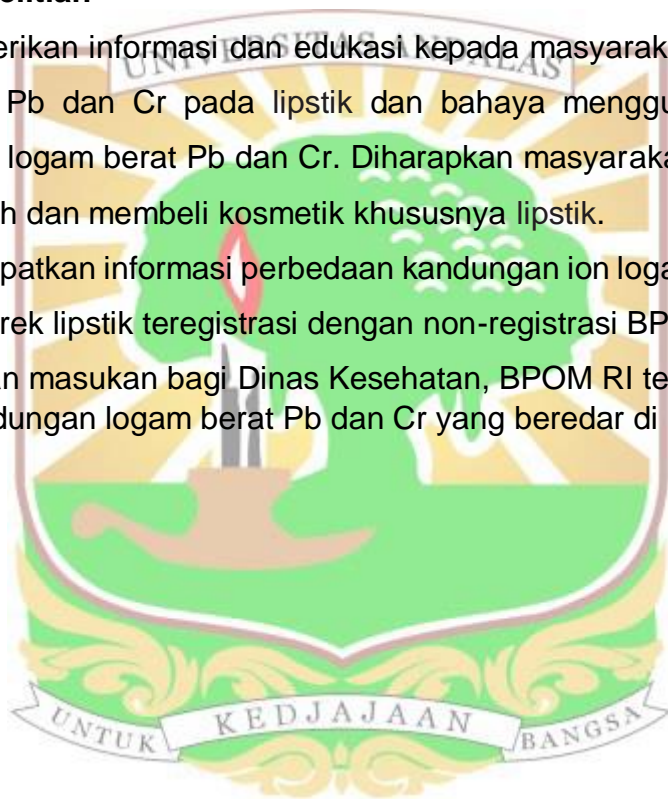 erikan informasi dan edukasi kepada masyarak
UNIVERSITAS ANDALAS
Pb dan Cr pada lipstik dan bahaya menggu
logam berat Pb dan Cr. Diharapkan masyaraka
h dan membeli kosmetik khususnya lipstik.
patkan informasi perbedaan kandungan ion loga
rek lipstik teregistrasi dengan non-registrasi BP
n masukan bagi Dinas Kesehatan, BPOM RI te
dungan logam berat Pb dan Cr yang beredar di
UNTUK KEDJAJAAN BANGSA